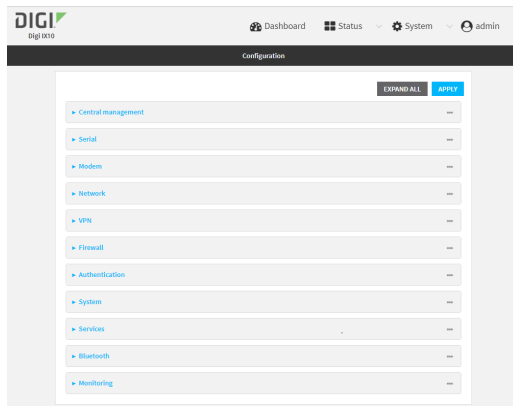 DIGI
Digi IX10
Dashboard
Status
System
admin
Configuration
EXPAND ALL
APPLY
Central management
Serial
Modem
Network
VPN
Firewall
Authentication
System
Services
Bluetooth
Monitoring